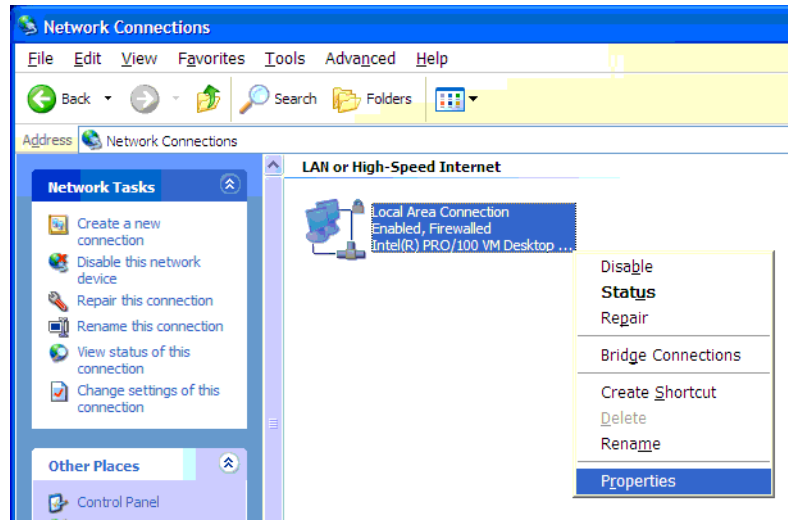 Network Connections
File Edit View Favorites Tools Advanced Help
Back Search Folders
Address Network Connections
Network Tasks
Create a new
connection
Disable this network
device
Repair this connection
Rename this connection
View status of this
connection
Change settings of this
connection
Other Places
Control Panel
LAN or High-Speed Internet
Local Area Connection
Enabled, Firewalled
Intel(R) PRO/100 VM Desktop ...
Disable
Status
Repair
Bridge Connections
Create Shortcut
Delete
Rename
Properties